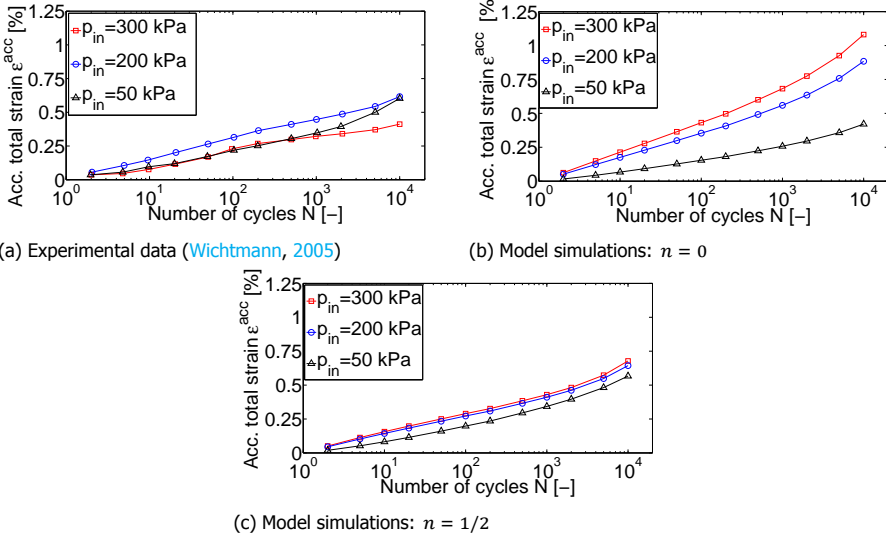 Acc. total strain ε^acc [%]
1.25
1
0.75
0.5
0.25
0
p_in=300 kPa
p_in=200 kPa
p_in=50 kPa
10^0 10^1 10^2 10^3 10^4
Number of cycles N [−]
(a) Experimental data (Wichtmann, 2005)
Acc. total strain ε^acc [%]
1.25
1
0.75
0.5
0.25
0
p_in=300 kPa
p_in=200 kPa
p_in=50 kPa
10^0 10^1 10^2 10^3 10^4
Number of cycles N [−]
(b) Model simulations: n = 0
Acc. total strain ε^acc [%]
1.25
1
0.75
0.5
0.25
0
p_in=300 kPa
p_in=200 kPa
p_in=50 kPa
10^0 10^1 10^2 10^3 10^4
Number of cycles N [−]
(c) Model simulations: n = 1/2